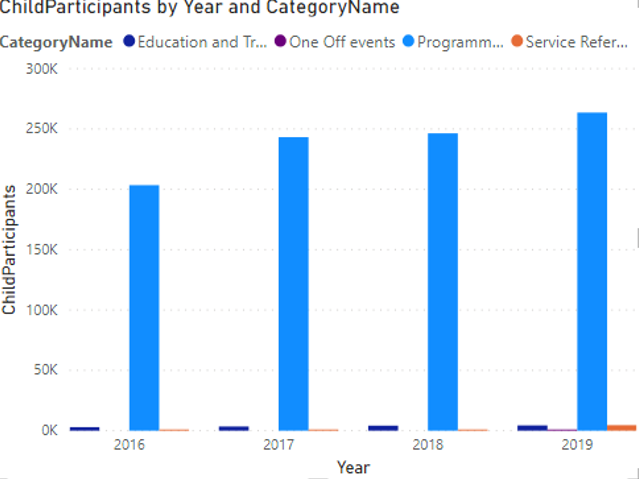 ChildParticipants by Year and CategoryName
CategoryName Education and Tr... One Off events Programm... Service Refer...
300K
250K
200K
150K
100K
50K
0K
ChildParticipants
2016 2017 2018 2019
Year